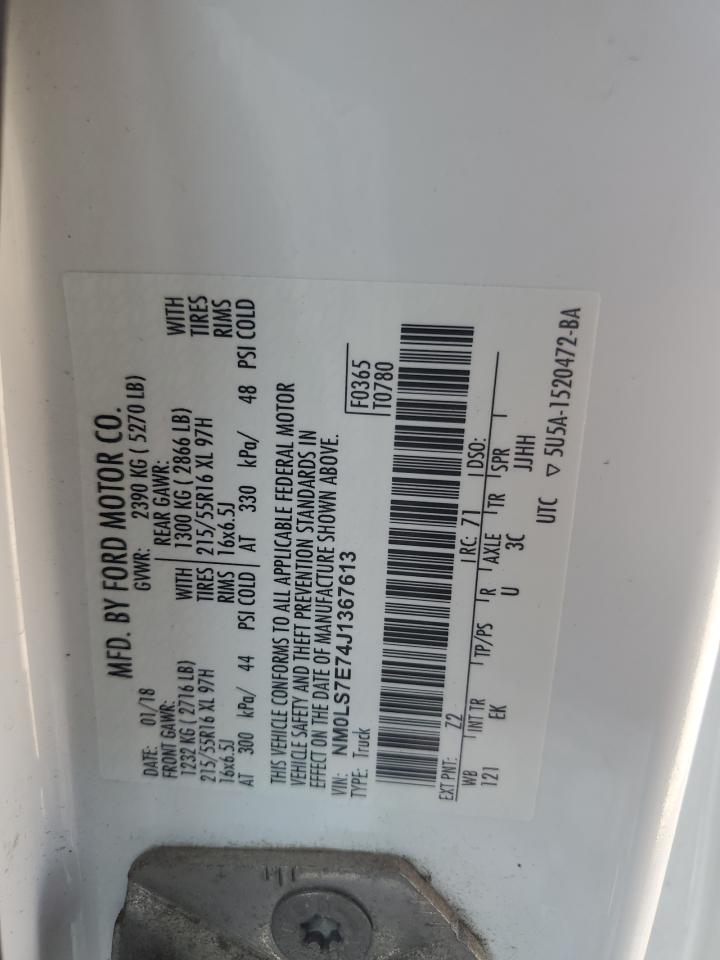 MFD. BY FORD MOTOR CO.
DATE: 01/18 GVWR: 2390 KG ( 5270 LB)
FRONT GAWR: REAR GAWR: WITH
1232 KG ( 2716 LB) WITH 1300 KG ( 2866 LB) TIRES
215/55R16 XL 97H TIRES 215/55R16 XL 97H RIMS
16x6.5J RIMS 16x6.5J
AT 300 kPa/ 44 PSI COLD AT 330 kPa/ 48 PSI COLD
THIS VEHICLE CONFORMS TO ALL APPLICABLE FEDERAL MOTOR
VEHICLE SAFETY AND THEFT PREVENTION STANDARDS IN
EFFECT ON THE DATE OF MANUFACTURE SHOWN ABOVE.
VIN: NM0LS7E74J1367613 F0365
TYPE: Truck T0780
EXT PNT: Z2 RC: 71 DSO:
WB INT TR TP/PS R AXLE TR SPR
121 EK U 3C JJHH
UTC ▽ 5U5A-1520472-BA